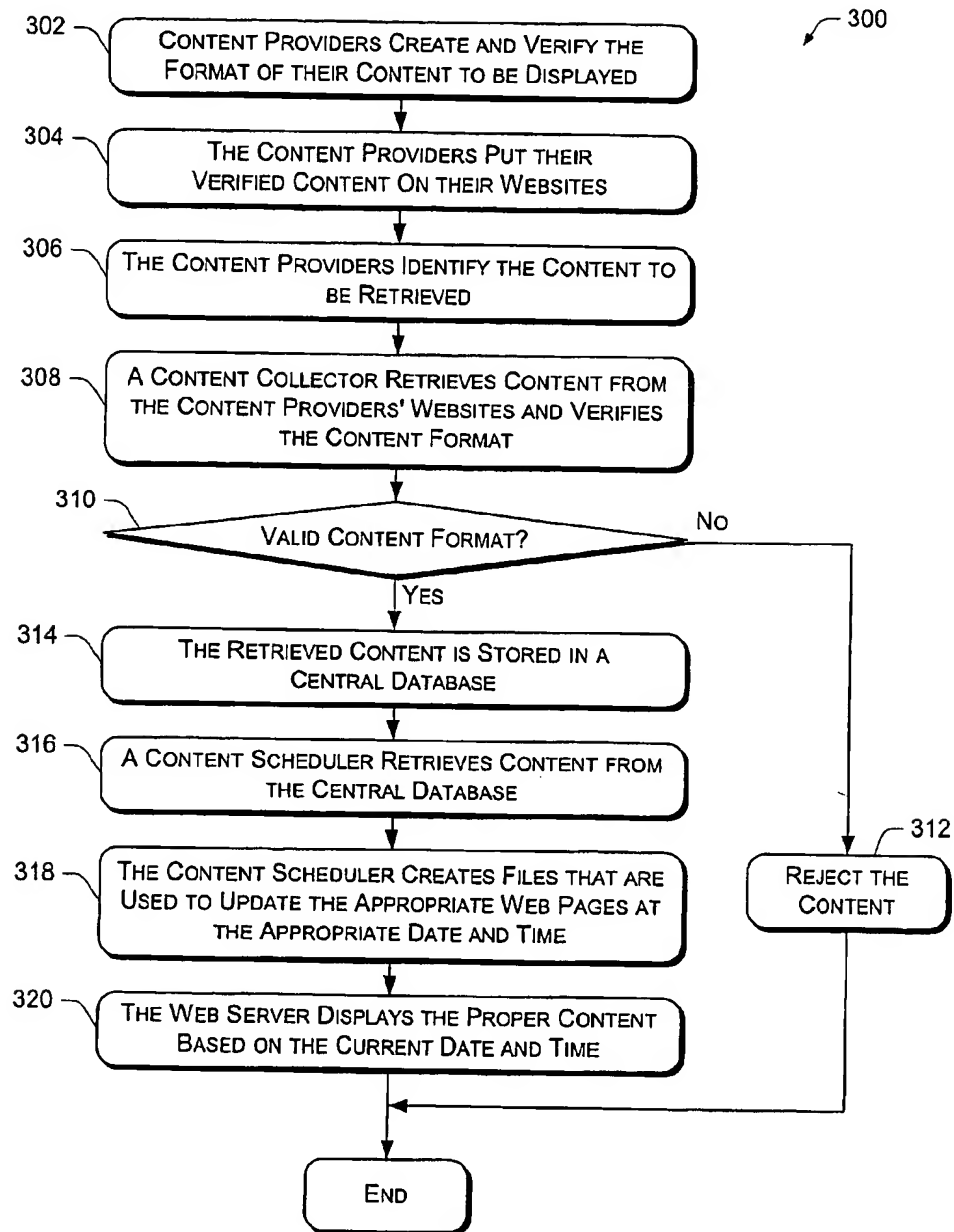 300
302
CONTENT PROVIDERS CREATE AND VERIFY THE
FORMAT OF THEIR CONTENT TO BE DISPLAYED
304
THE CONTENT PROVIDERS PUT THEIR
VERIFIED CONTENT ON THEIR WEBSITES
306
THE CONTENT PROVIDERS IDENTIFY THE CONTENT TO
BE RETRIEVED
308
A CONTENT COLLECTOR RETRIEVES CONTENT FROM
THE CONTENT PROVIDERS' WEBSITES AND VERIFIES
THE CONTENT FORMAT
310
VALID CONTENT FORMAT?
NO
YES
314
THE RETRIEVED CONTENT IS STORED IN A
CENTRAL DATABASE
316
A CONTENT SCHEDULER RETRIEVES CONTENT FROM
THE CENTRAL DATABASE
312
REJECT THE
CONTENT
318
THE CONTENT SCHEDULER CREATES FILES THAT ARE
USED TO UPDATE THE APPROPRIATE WEB PAGES AT
THE APPROPRIATE DATE AND TIME
320
THE WEB SERVER DISPLAYS THE PROPER CONTENT
BASED ON THE CURRENT DATE AND TIME
END